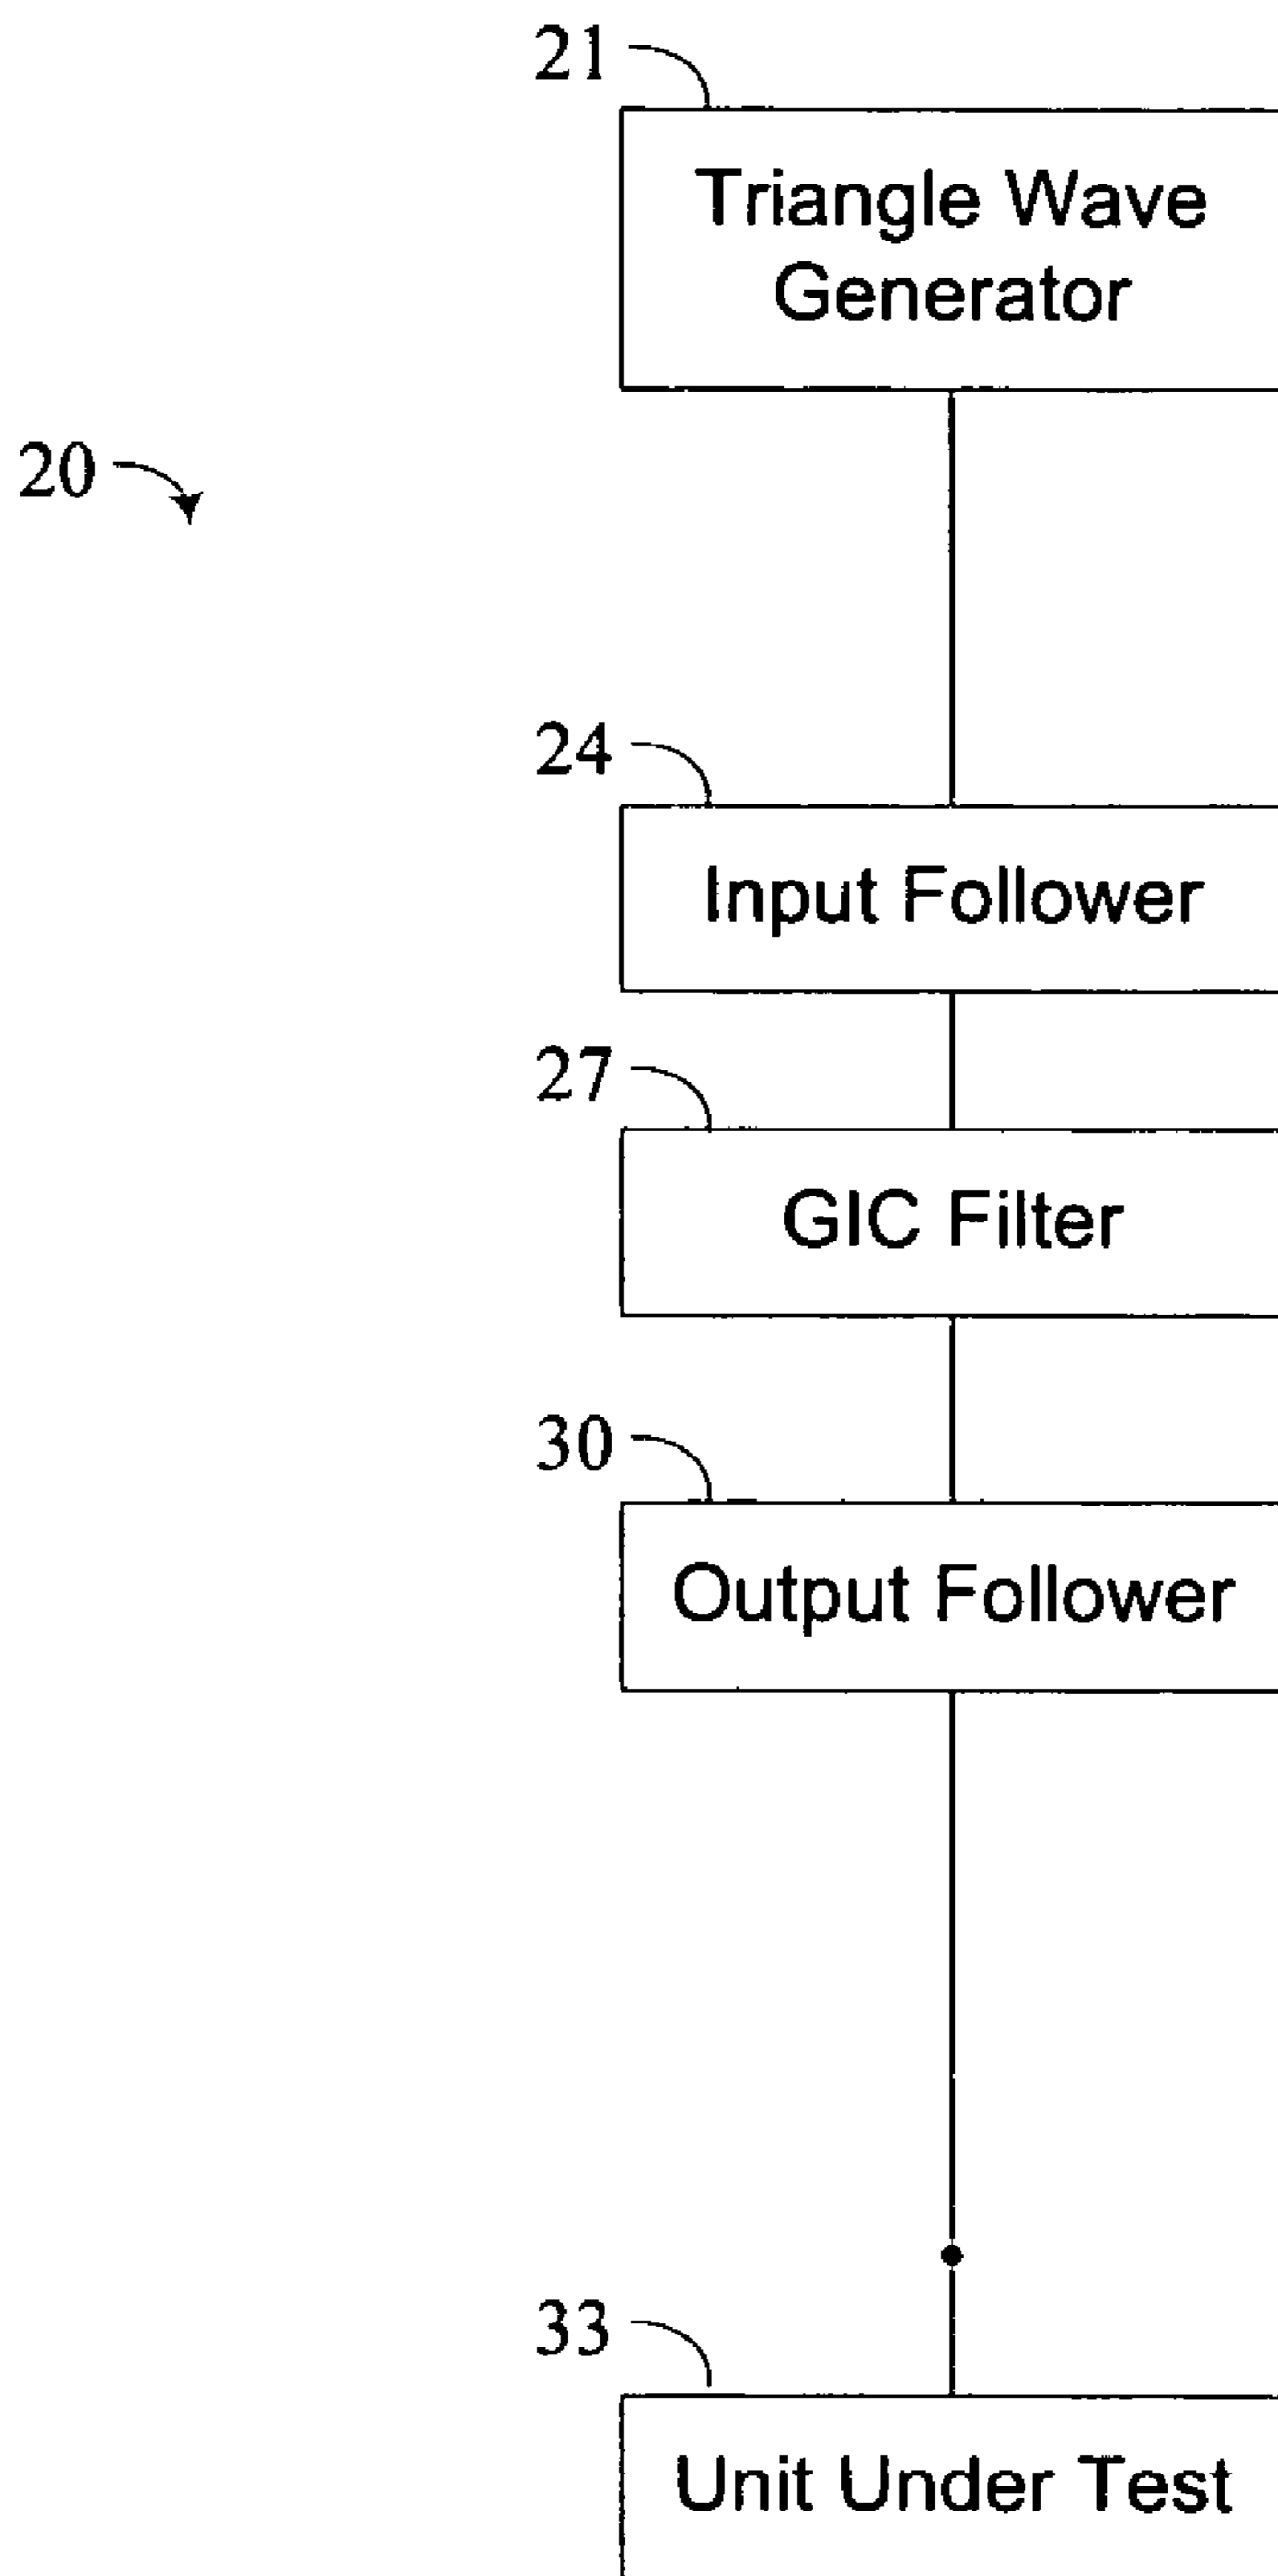 21
Triangle Wave
Generator
20
24
Input Follower
27
GIC Filter
30
Output Follower
33
Unit Under Test